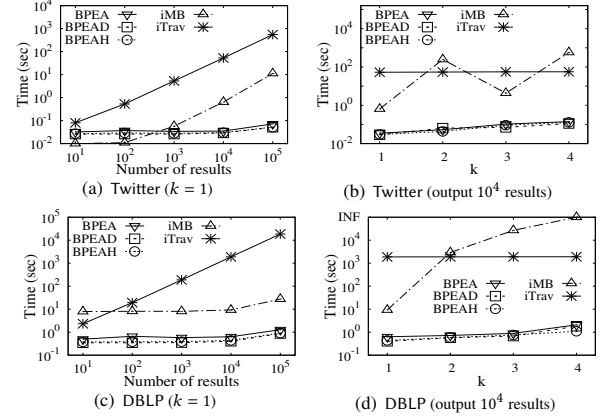 BPEA iMB
BPEAD iTrav
BPEAH
Time (sec)
10^4
10^3
10^2
10^1
10^0
10^-1
10^-2
10^1 10^2 10^3 10^4 10^5
Number of results
(a) Twitter (k = 1)
BPEA iMB
BPEAD iTrav
BPEAH
Time (sec)
10^6
10^4
10^2
10^0
10^-2
1 2 3 4
k
(b) Twitter (output 10^4 results)
BPEA iMB
BPEAD iTrav
BPEAH
Time (sec)
10^5
10^4
10^3
10^2
10^1
10^0
10^-1
10^1 10^2 10^3 10^4 10^5
Number of results
(c) DBLP (k = 1)
BPEA iMB
BPEAD iTrav
BPEAH
Time (sec)
INF
10^4
10^3
10^2
10^1
10^0
10^-1
1 2 3 4
k
(d) DBLP (output 10^4 results)